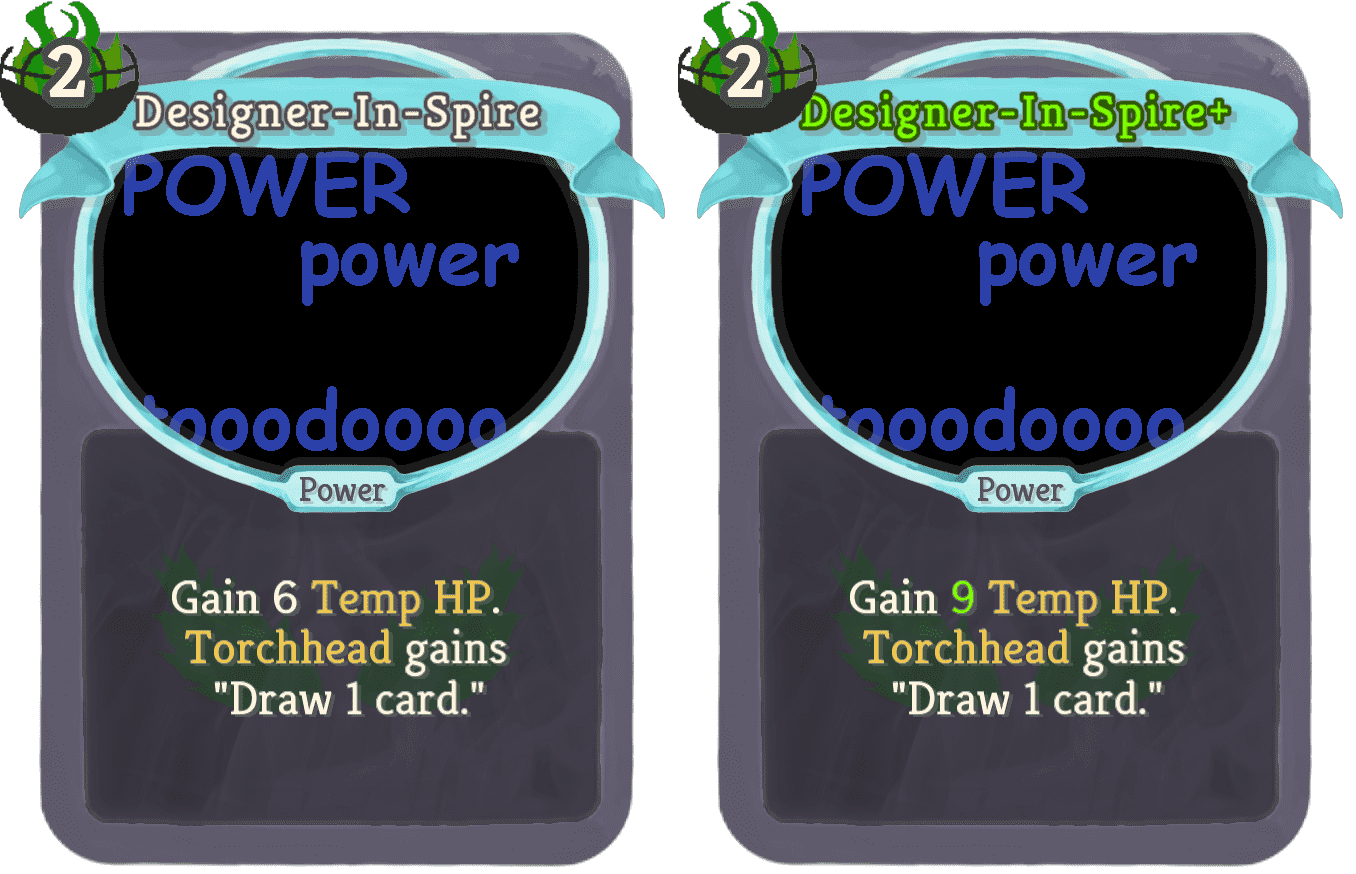 2
Designer-In-Spire
POWER
power
tooodoooo
Power
Gain 6 Temp HP.
Torchhead gains
"Draw 1 card."
2
Designer-In-Spire+
POWER
power
tooodoooo
Power
Gain 9 Temp HP.
Torchhead gains
"Draw 1 card."